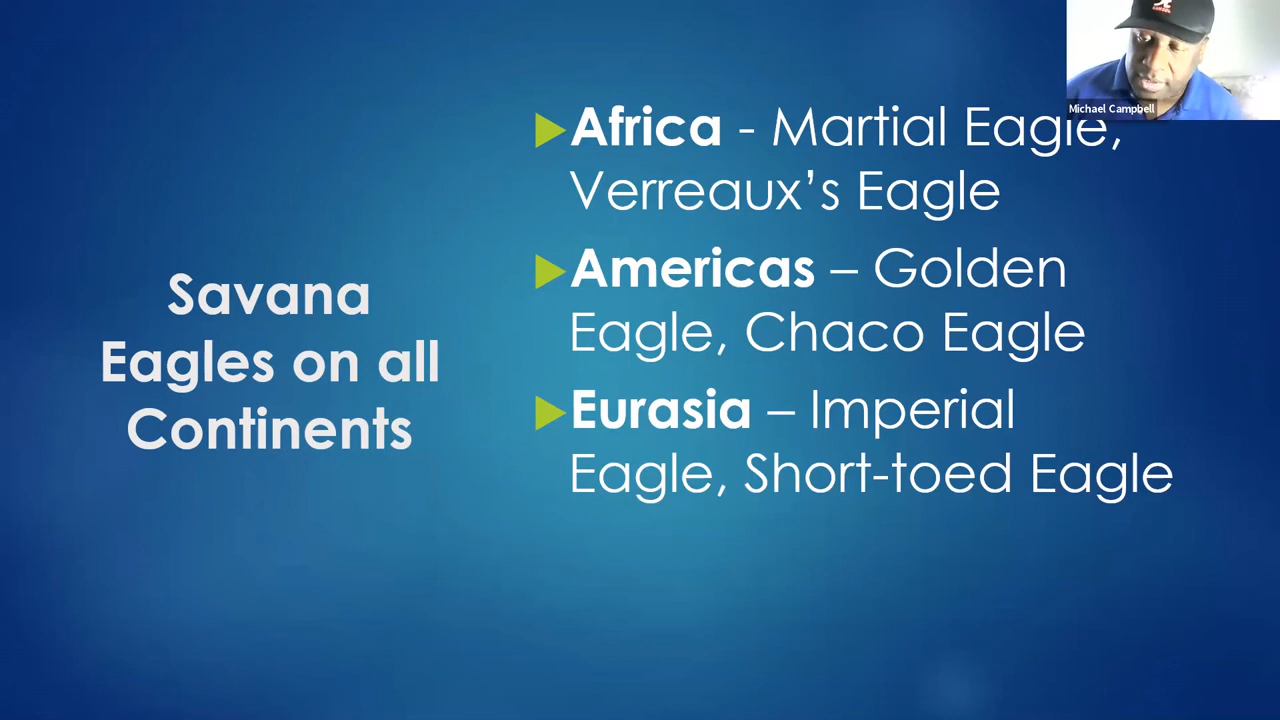 Michael Campbell
Savana
Eagles on all
Continents
Africa - Martial Eagle,
Verreaux’s Eagle
Americas – Golden
Eagle, Chaco Eagle
Eurasia – Imperial
Eagle, Short-toed Eagle